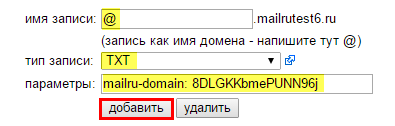 имя записи: @ .mailrutest6.ru
(запись как имя домена - напишите тут @)
тип записи: TXT
параметры: mailru-domain: 8DLGKKbmePUNN96j
добавить удалить